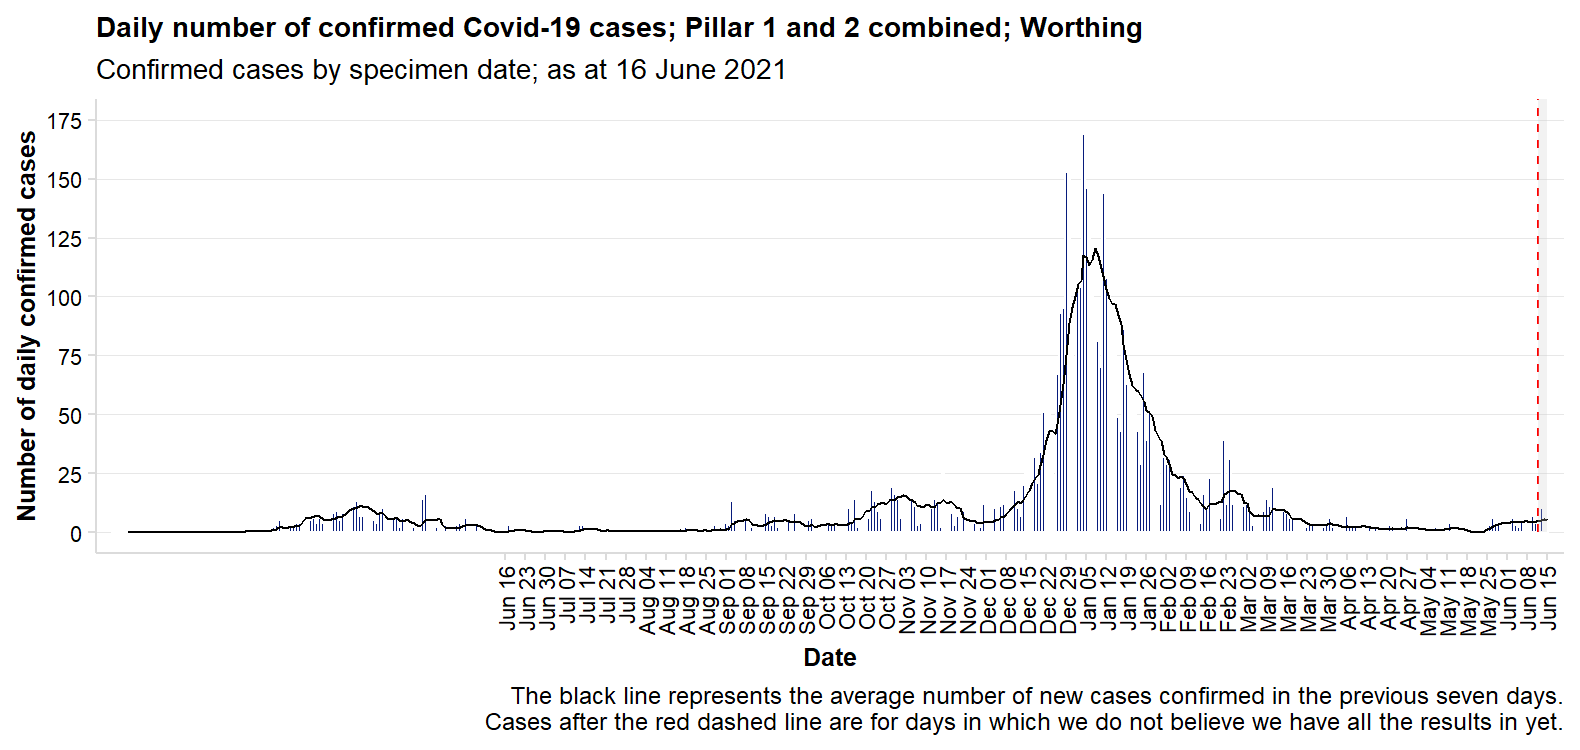 Daily number of confirmed Covid-19 cases; Pillar 1 and 2 combined; Worthing
Confirmed cases by specimen date; as at 16 June 2021
Number of daily confirmed cases
175
150
125
100
75
50
25
0
Jun 16
Jun 23
Jun 30
Jul 07
Jul 14
Jul 21
Jul 28
Aug 04
Aug 11
Aug 18
Aug 25
Sep 01
Sep 08
Sep 15
Sep 22
Sep 29
Oct 06
Oct 13
Oct 20
Oct 27
Nov 03
Nov 10
Nov 17
Nov 24
Dec 01
Dec 08
Dec 15
Dec 22
Dec 29
Jan 05
Jan 12
Jan 19
Jan 26
Feb 02
Feb 09
Feb 16
Feb 23
Mar 02
Mar 09
Mar 16
Mar 23
Mar 30
Apr 06
Apr 13
Apr 20
Apr 27
May 04
May 11
May 18
May 25
Jun 01
Jun 08
Jun 15
Date
The black line represents the average number of new cases confirmed in the previous seven days.
Cases after the red dashed line are for days in which we do not believe we have all the results in yet.